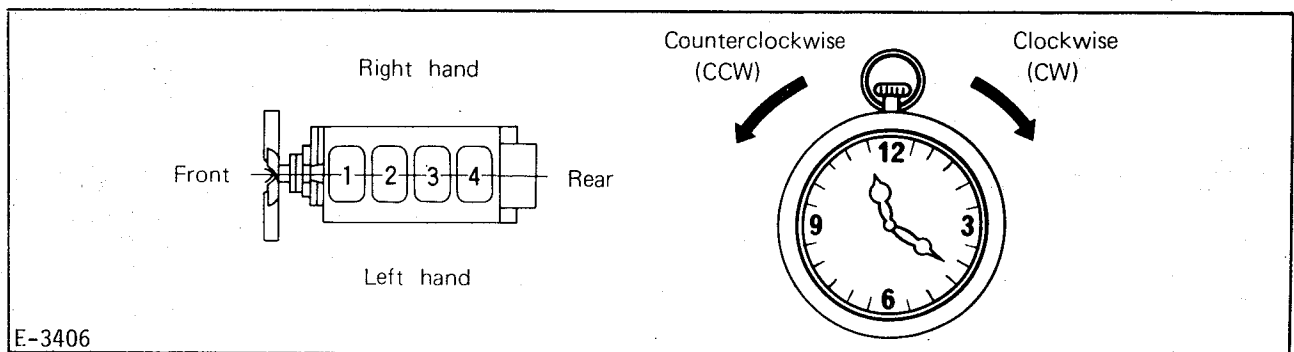 Right hand
Front
1 2 3 4
Rear
Left hand
Counterclockwise
(CCW)
Clockwise
(CW)
12
9
3
6
E-3406